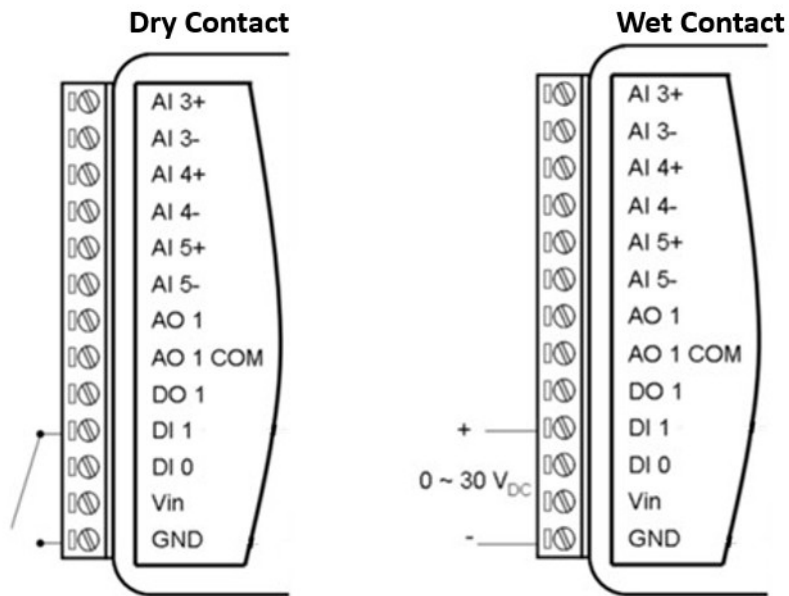 Dry Contact
AI 3+
AI 3-
AI 4+
AI 4-
AI 5+
AI 5-
AO 1
AO 1 COM
DO 1
DI 1
DI 0
Vin
GND
Wet Contact
AI 3+
AI 3-
AI 4+
AI 4-
AI 5+
AI 5-
AO 1
AO 1 COM
DO 1
DI 1
DI 0
Vin
GND
+
0 ~ 30 VDC
-